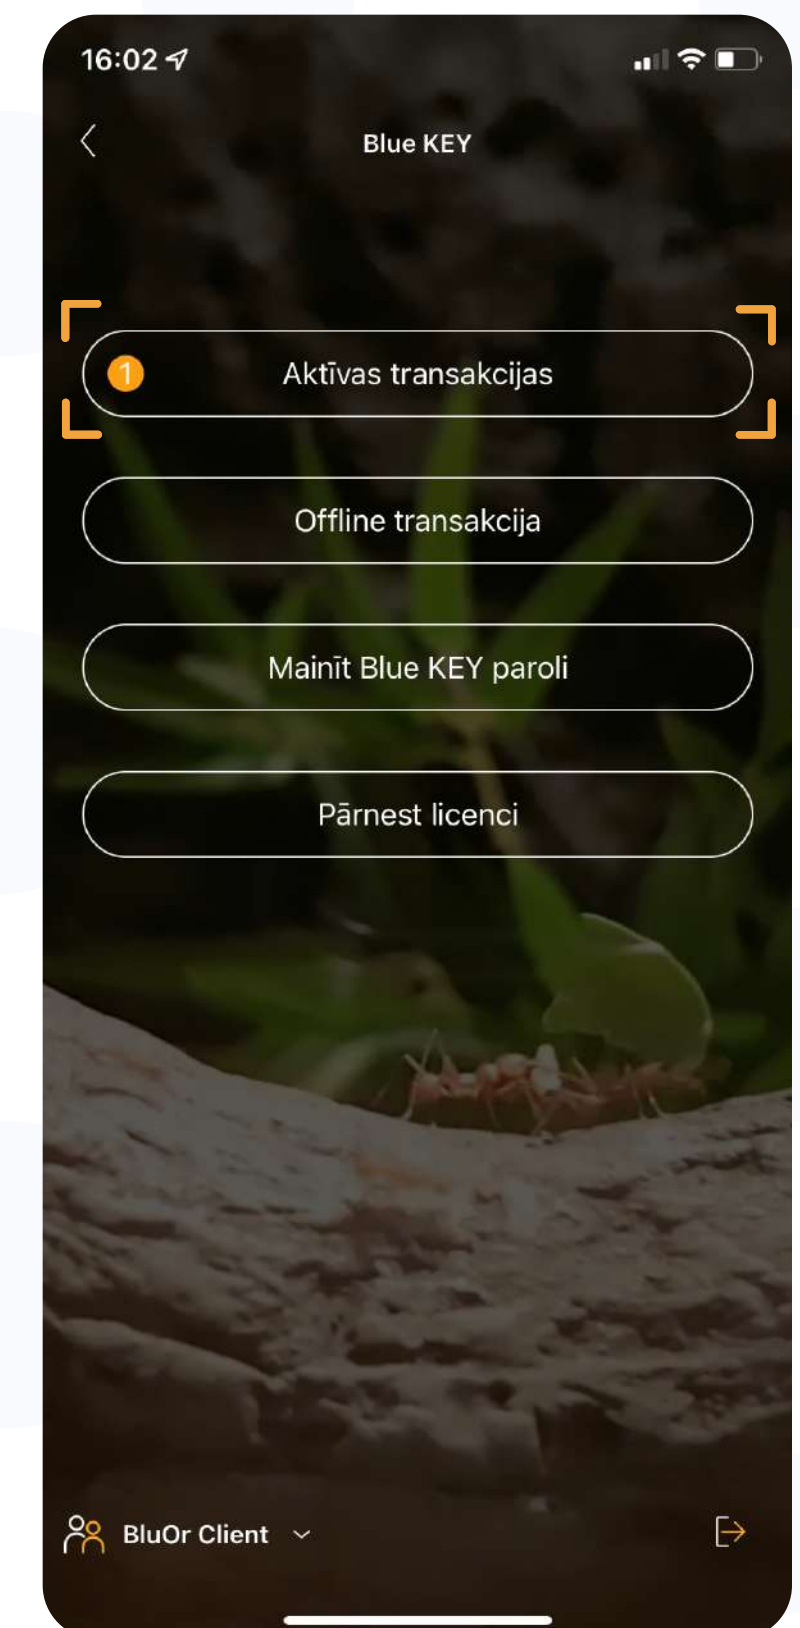 16:02
Blue KEY
1 Aktīvas transakcijas
Offline transakcija
Mainīt Blue KEY paroli
Pārnest licenci
BluOr Client